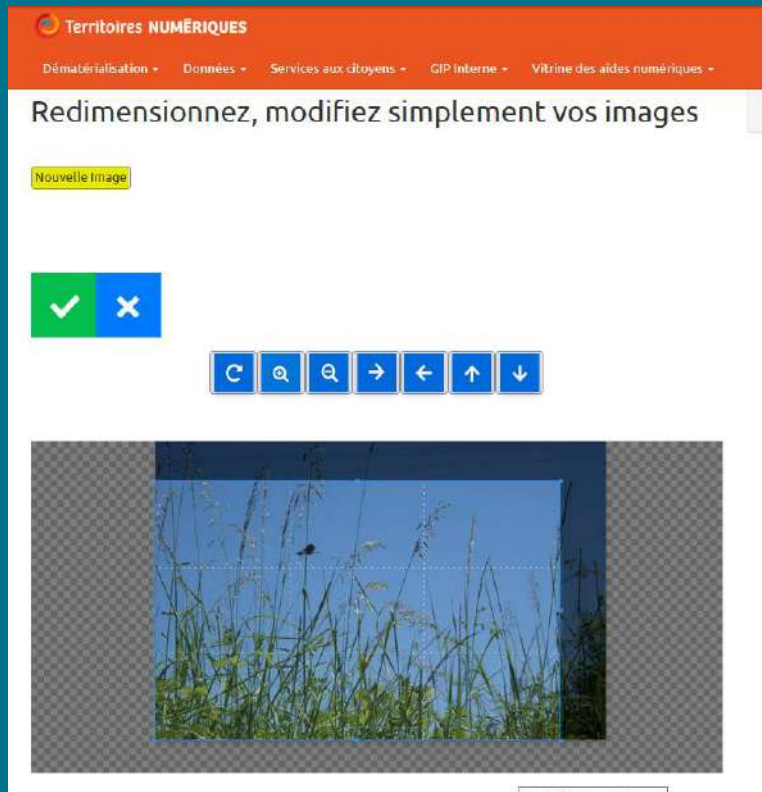 Territoires NUMÉRIQUES
Dématérialisation Données Services aux citoyens GIP Interne Vitrine des aides numériques
Redimensionnez, modifiez simplement vos images
Nouvelle Image